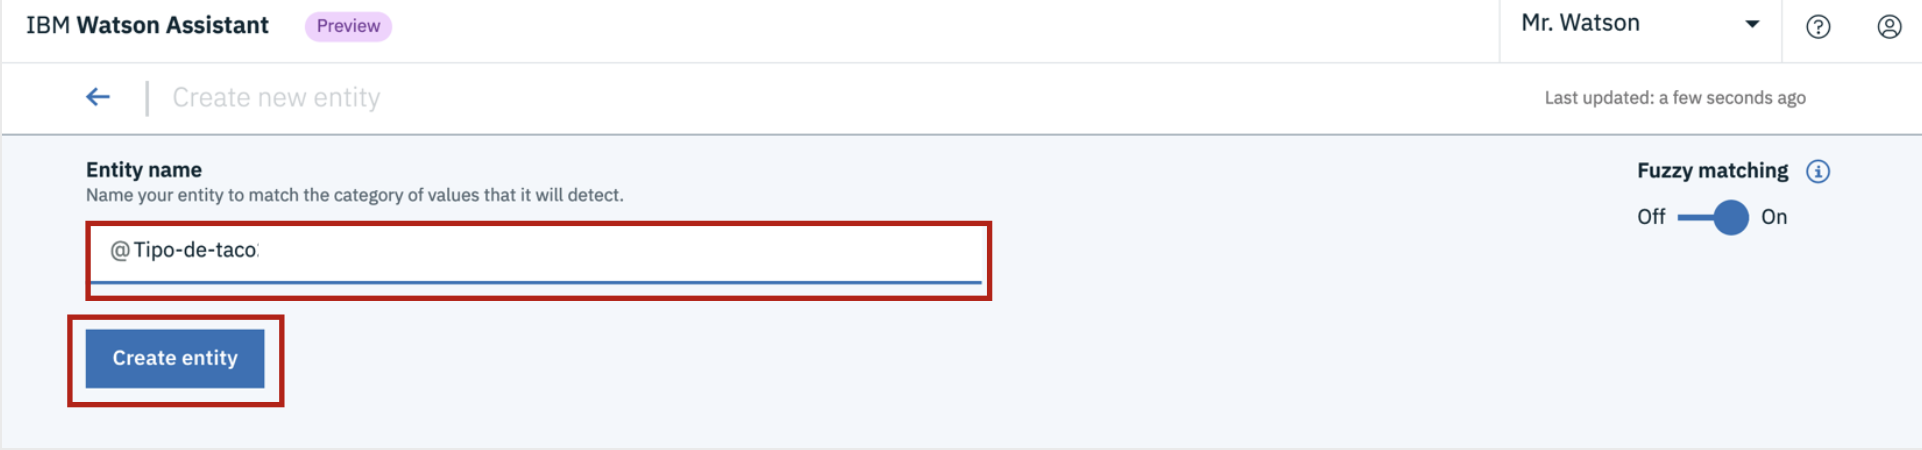 IBM Watson Assistant Preview Mr. Watson
Create new entity Last updated: a few seconds ago
Entity name
Name your entity to match the category of values that it will detect.
Fuzzy matching
Off On
@Tipo-de-taco
Create entity